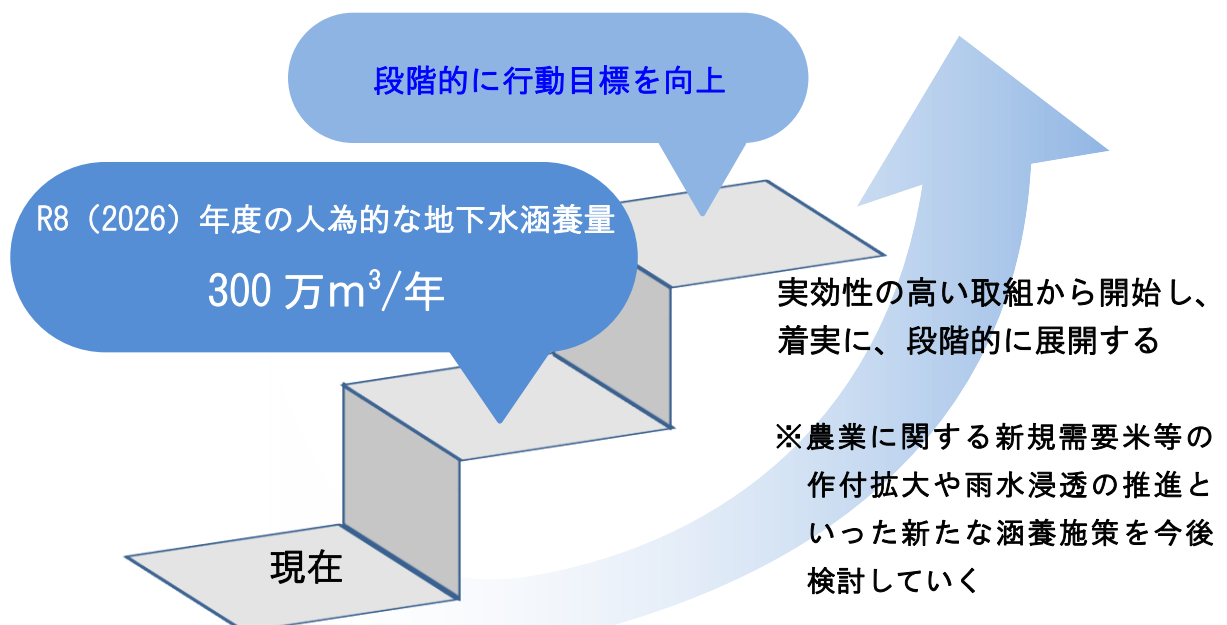 段階的に行動目標を向上
R8（2026）年度の人為的な地下水涵養量
300 万m³/年
実効性の高い取組から開始し、
着実に、段階的に展開する
※農業に関する新規需要米等の
作付拡大や雨水浸透の推進と
いった新たな涵養施策を今後
検討していく
現在